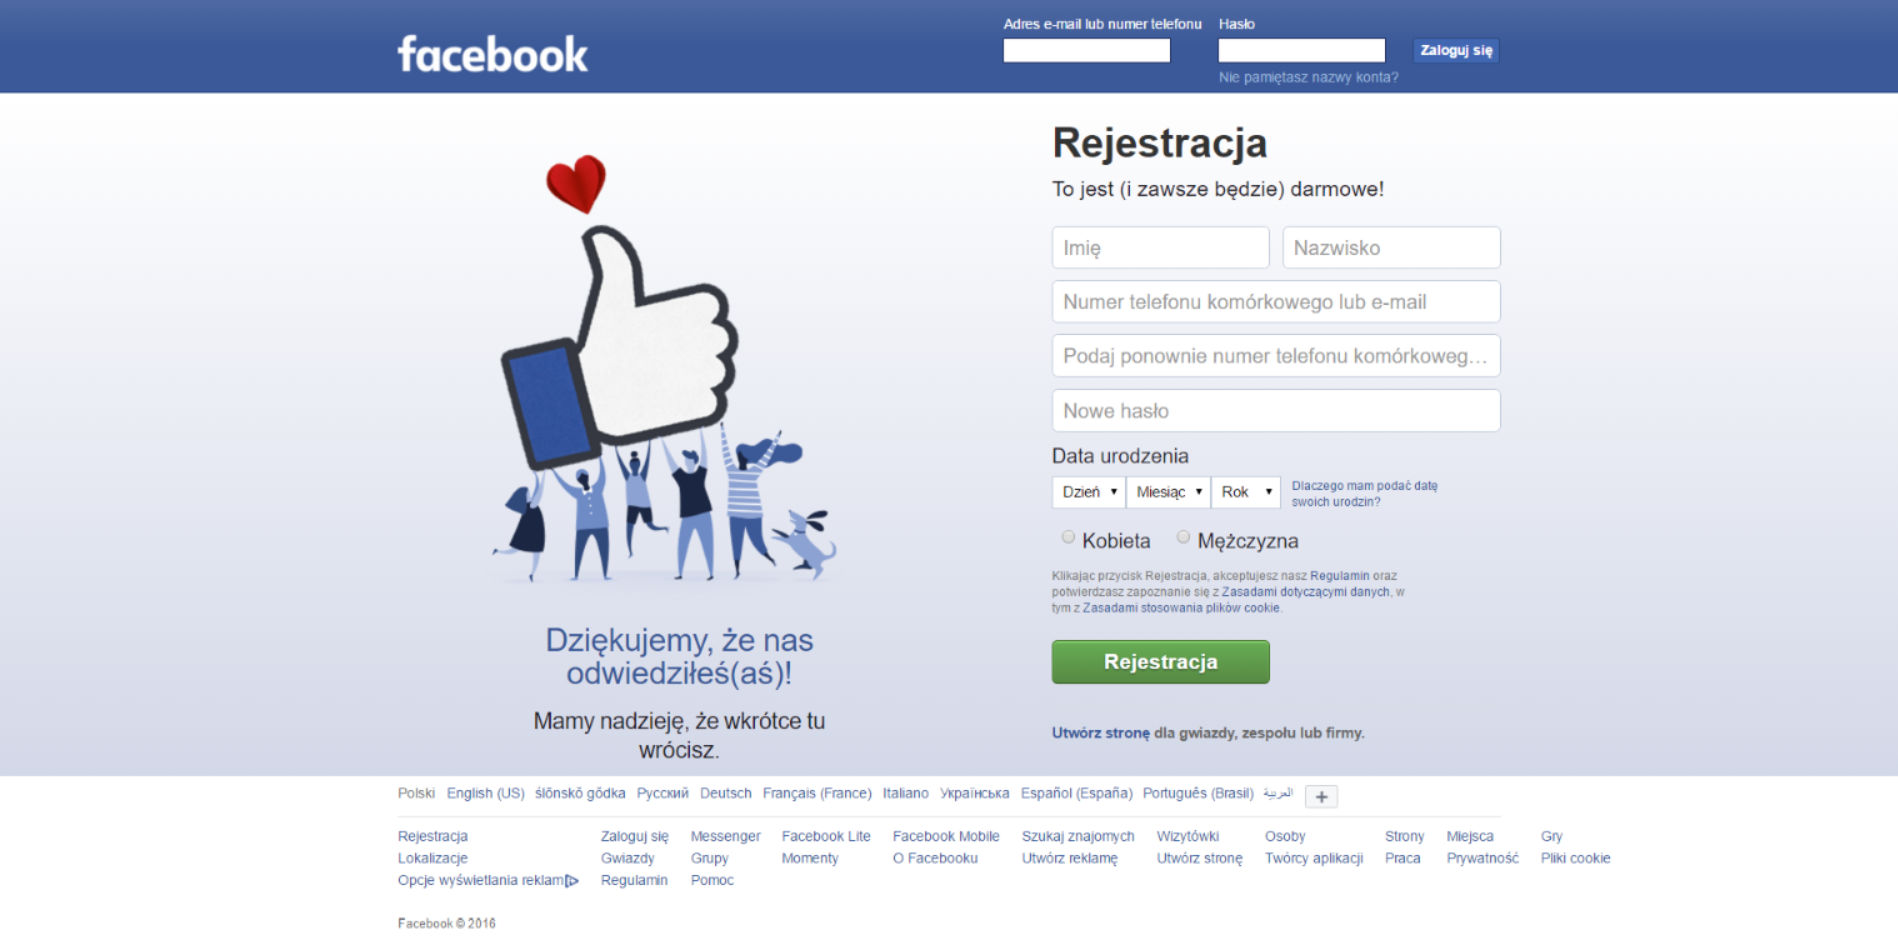 facebook
Adres e-mail lub numer telefonu
Hasło
Zaloguj się
Nie pamiętasz nazwy konta?
Rejestracja
To jest (i zawsze będzie) darmowe!
Imię
Nazwisko
Numer telefonu komórkowego lub e-mail
Podaj ponownie numer telefonu komórkoweg…
Nowe hasło
Data urodzenia
Dzień Miesiąc Rok
Dlaczego mam podać datę
swoich urodzin?
Kobieta Mężczyzna
Klikając przycisk Rejestracja, akceptujesz nasz Regulamin oraz
potwierdzasz zapoznanie się z Zasadami dotyczącymi danych, w
tym z Zasadami stosowania plików cookie.
Rejestracja
Utwórz stronę dla gwiazdy, zespołu lub firmy.
Dziękujemy, że nas
odwiedziłeś(aś)!
Mamy nadzieję, że wkrótce tu
wrócisz.
Polski English (US) ślōnskŏ gŏdka Русский Deutsch Français (France) Italiano Українська Español (España) Português (Brasil) العربية +
Rejestracja Zaloguj się Messenger Facebook Lite Facebook Mobile Szukaj znajomych Wizytówki Osoby Strony Miejsca Gry
Lokalizacje Gwiazdy Grupy Momenty O Facebooku Utwórz reklamę Utwórz stronę Twórcy aplikacji Praca Prywatność Pliki cookie
Opcje wyświetlania reklam Regulamin Pomoc
Facebook © 2016